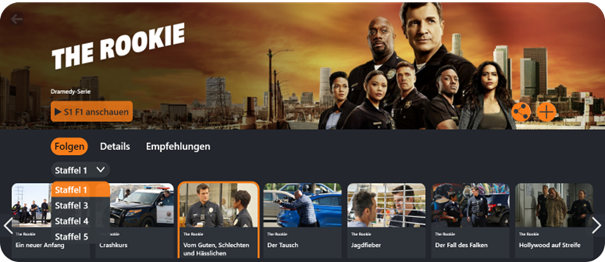 THE ROOKIE
Dramedy-Serie
S1 F1 anschauen
Folgen Details Empfehlungen
Staffel 1
Staffel 1
Staffel 3
Staffel 4
Staffel 5
The Rookie
Ein neuer Anfang
The Rookie
Crashkurs
The Rookie
Vom Guten, Schlechten
und Hässlichen
The Rookie
Der Tausch
The Rookie
Jagdfieber
The Rookie
Der Fall des Falken
The Rookie
Hollywood auf Streife